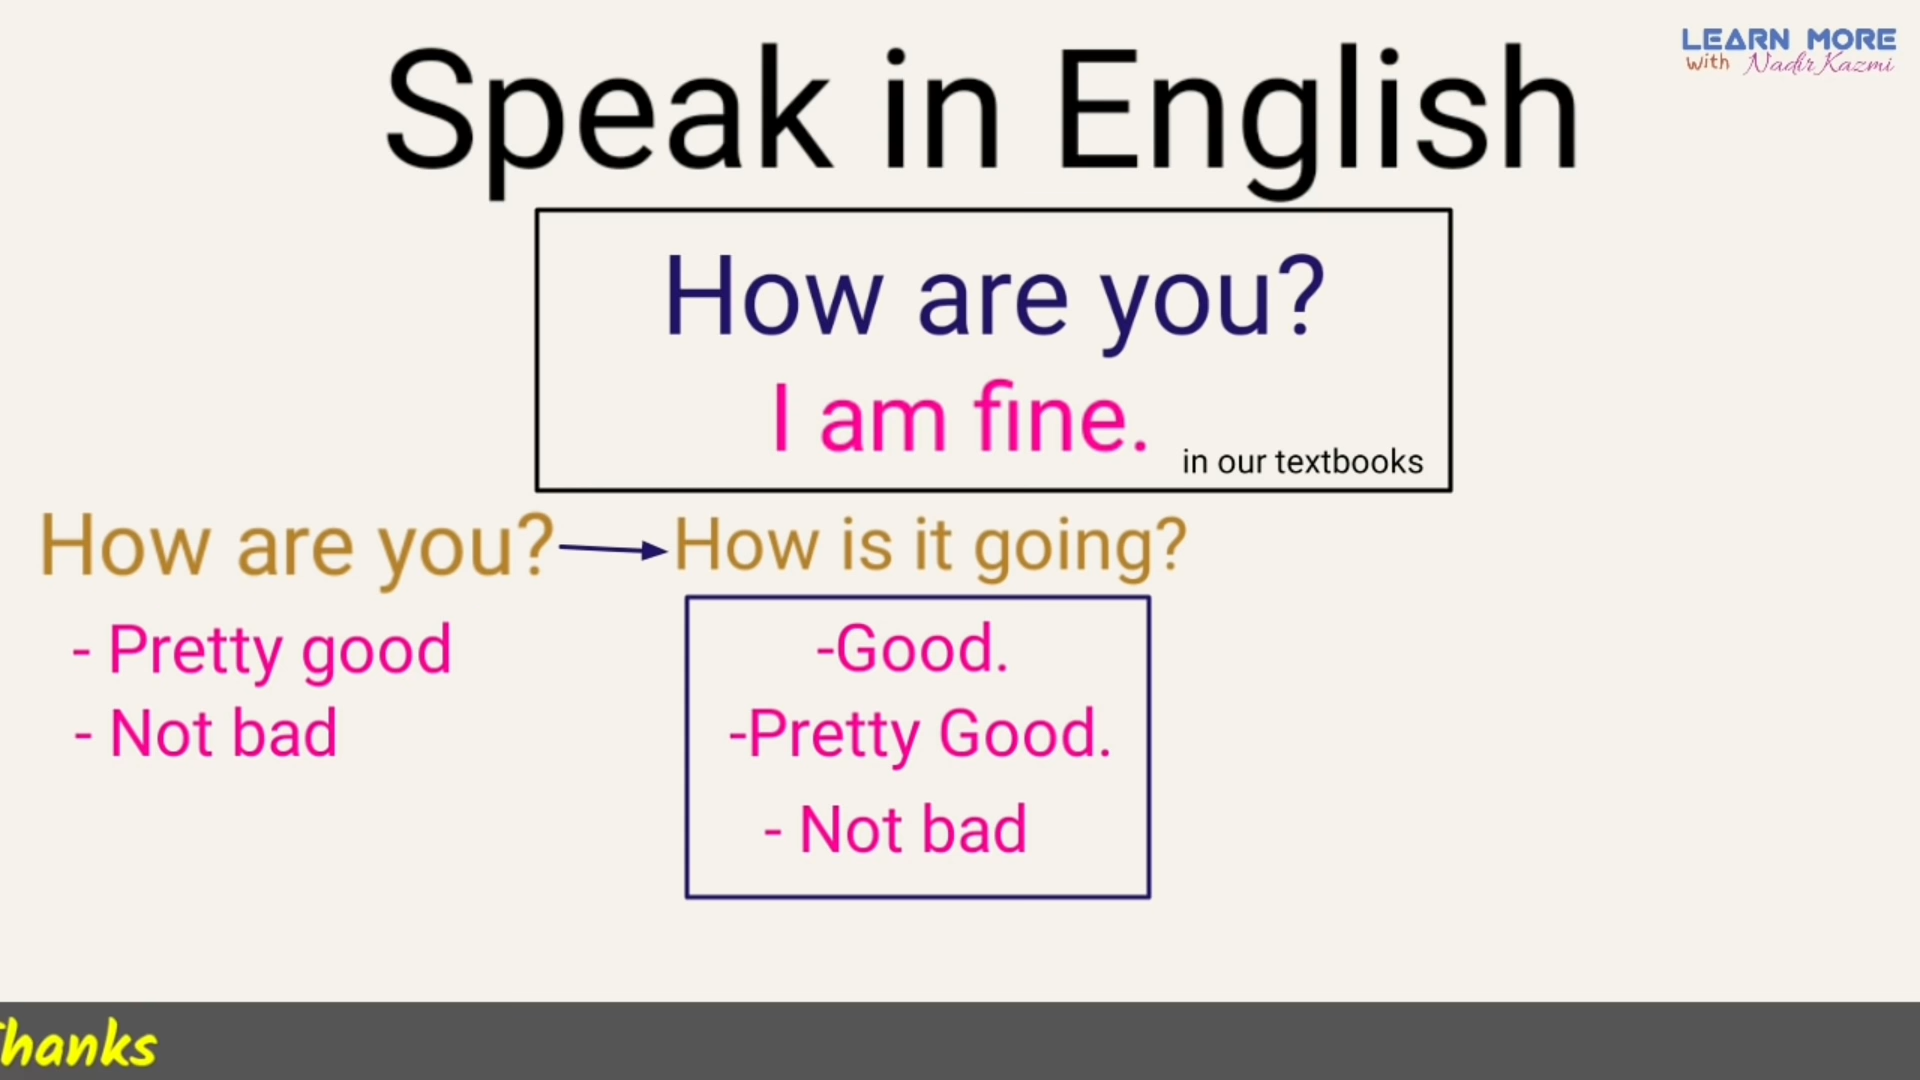 LEARN MORE
with Nadir Kazmi
Speak in English
How are you?
I am fine.
in our textbooks
How are you?
- Pretty good
- Not bad
How is it going?
-Good.
-Pretty Good.
- Not bad
Thanks